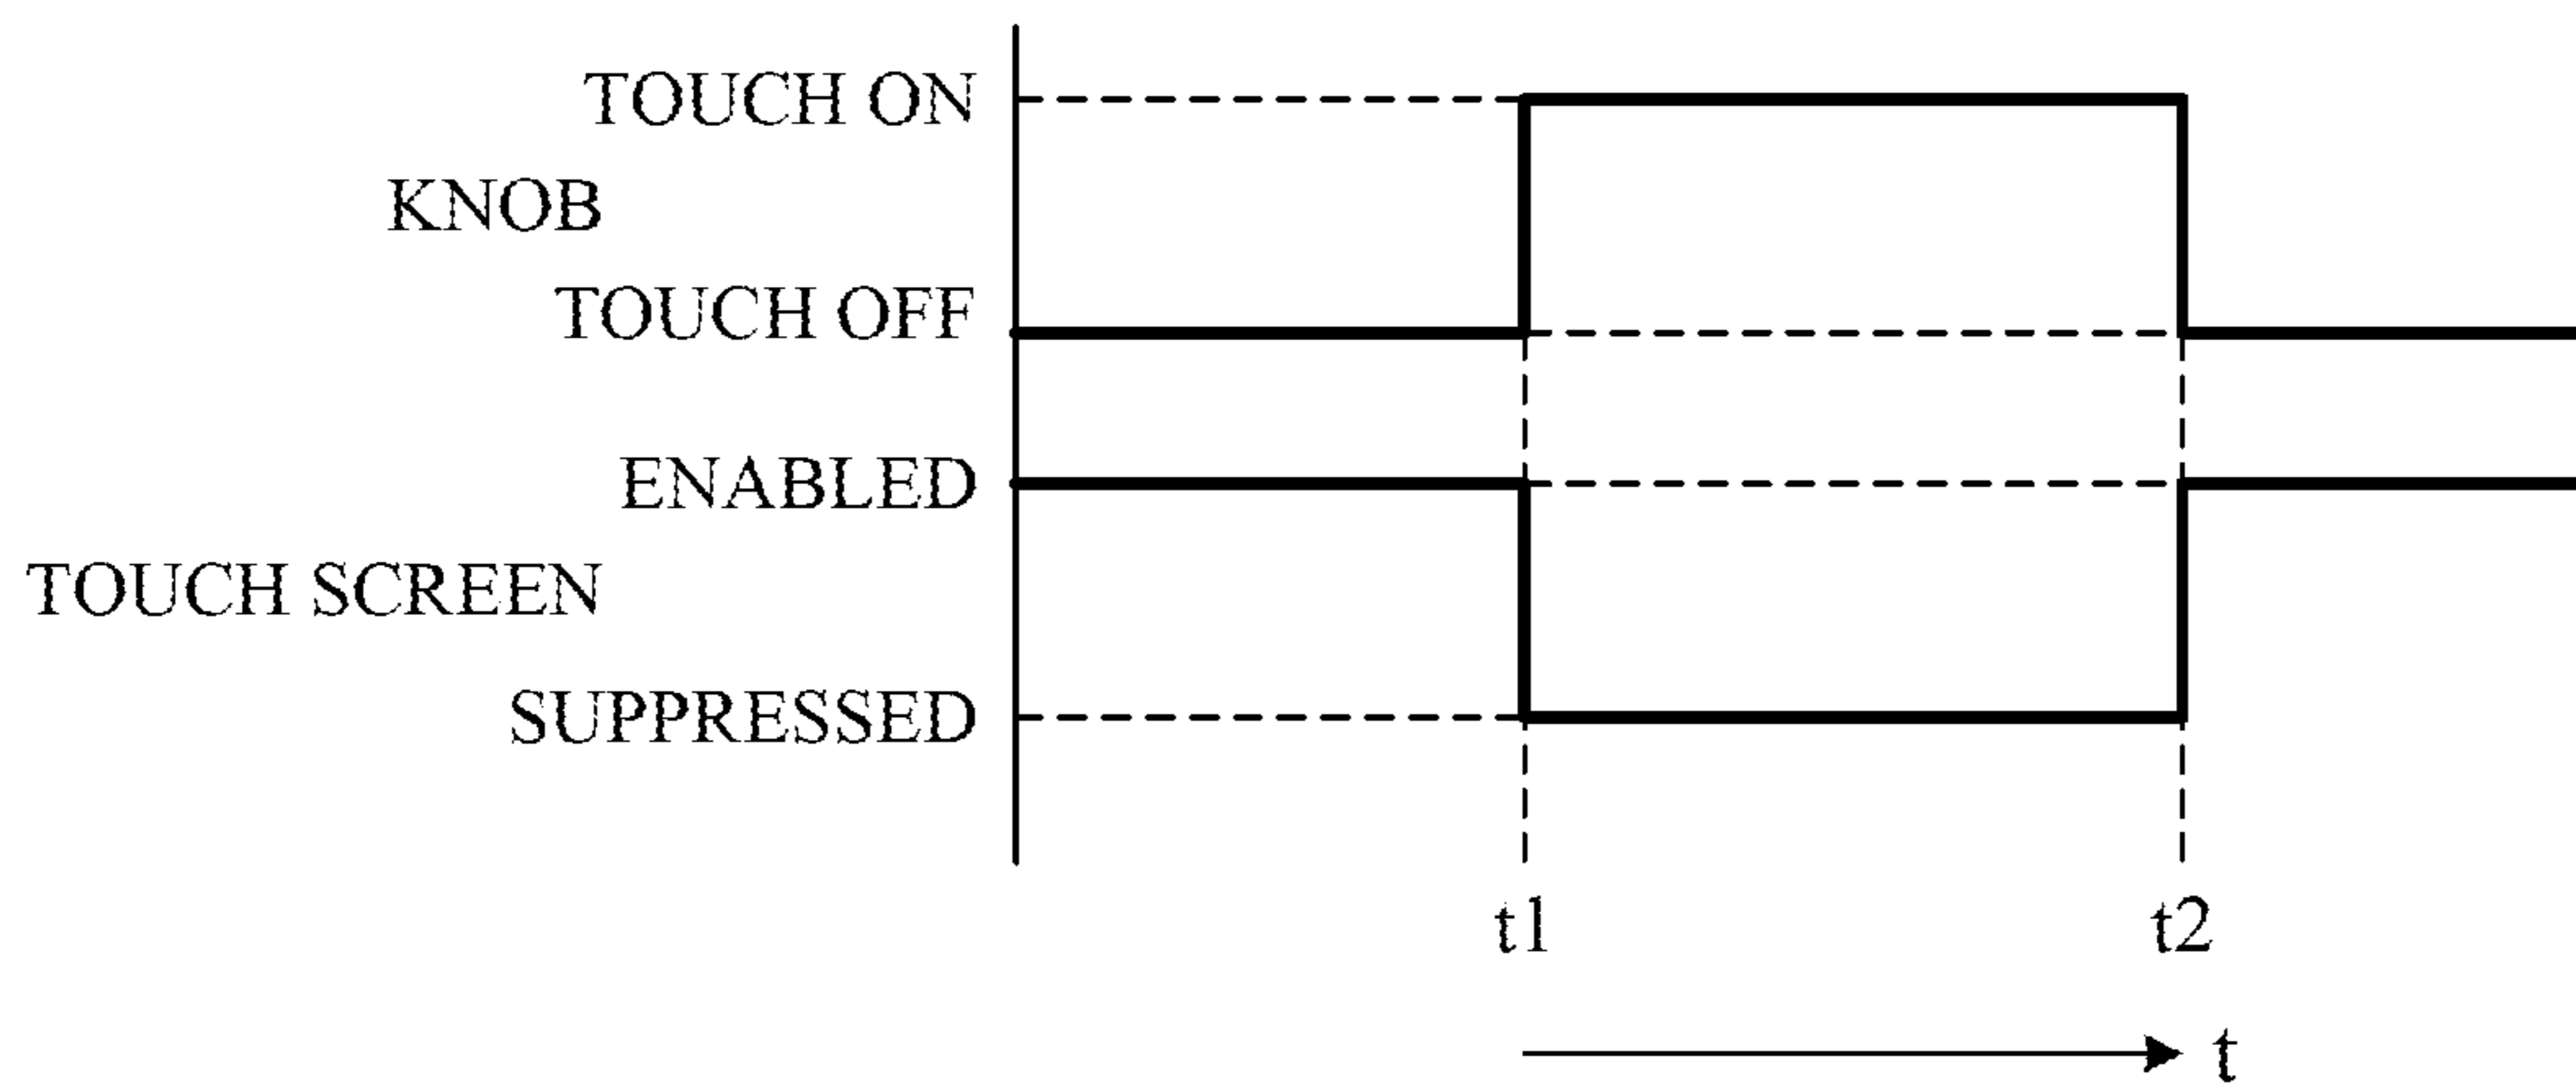 TOUCH ON
KNOB
TOUCH OFF
ENABLED
TOUCH SCREEN
SUPPRESSED
t1
t2
t